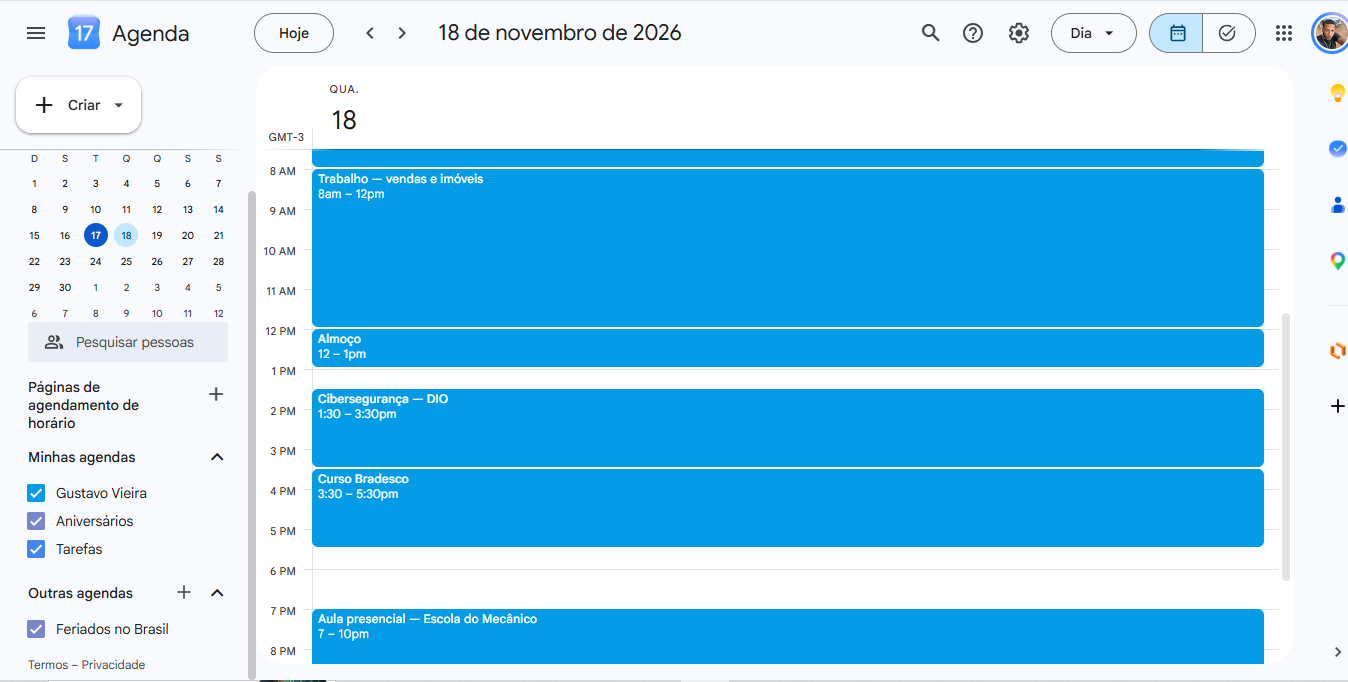 17
Agenda
Hoje
18 de novembro de 2026
Dia
Criar
QUA.
18
GMT-3
D S T Q Q S S
1 2 3 4 5 6 7
8 9 10 11 12 13 14
15 16 17 18 19 20 21
22 23 24 25 26 27 28
29 30 1 2 3 4 5
6 7 8 9 10 11 12
Pesquisar pessoas
Páginas de
agendamento de
horário
Minhas agendas
Gustavo Vieira
Aniversários
Tarefas
Outras agendas
Feriados no Brasil
Termos – Privacidade
8 AM
Trabalho — vendas e imóveis
8am – 12pm
9 AM
10 AM
11 AM
12 PM
Almoço
12 – 1pm
1 PM
Cibersegurança — DIO
1:30 – 3:30pm
2 PM
3 PM
Curso Bradesco
3:30 – 5:30pm
4 PM
5 PM
6 PM
7 PM
Aula presencial — Escola do Mecânico
7 – 10pm
8 PM